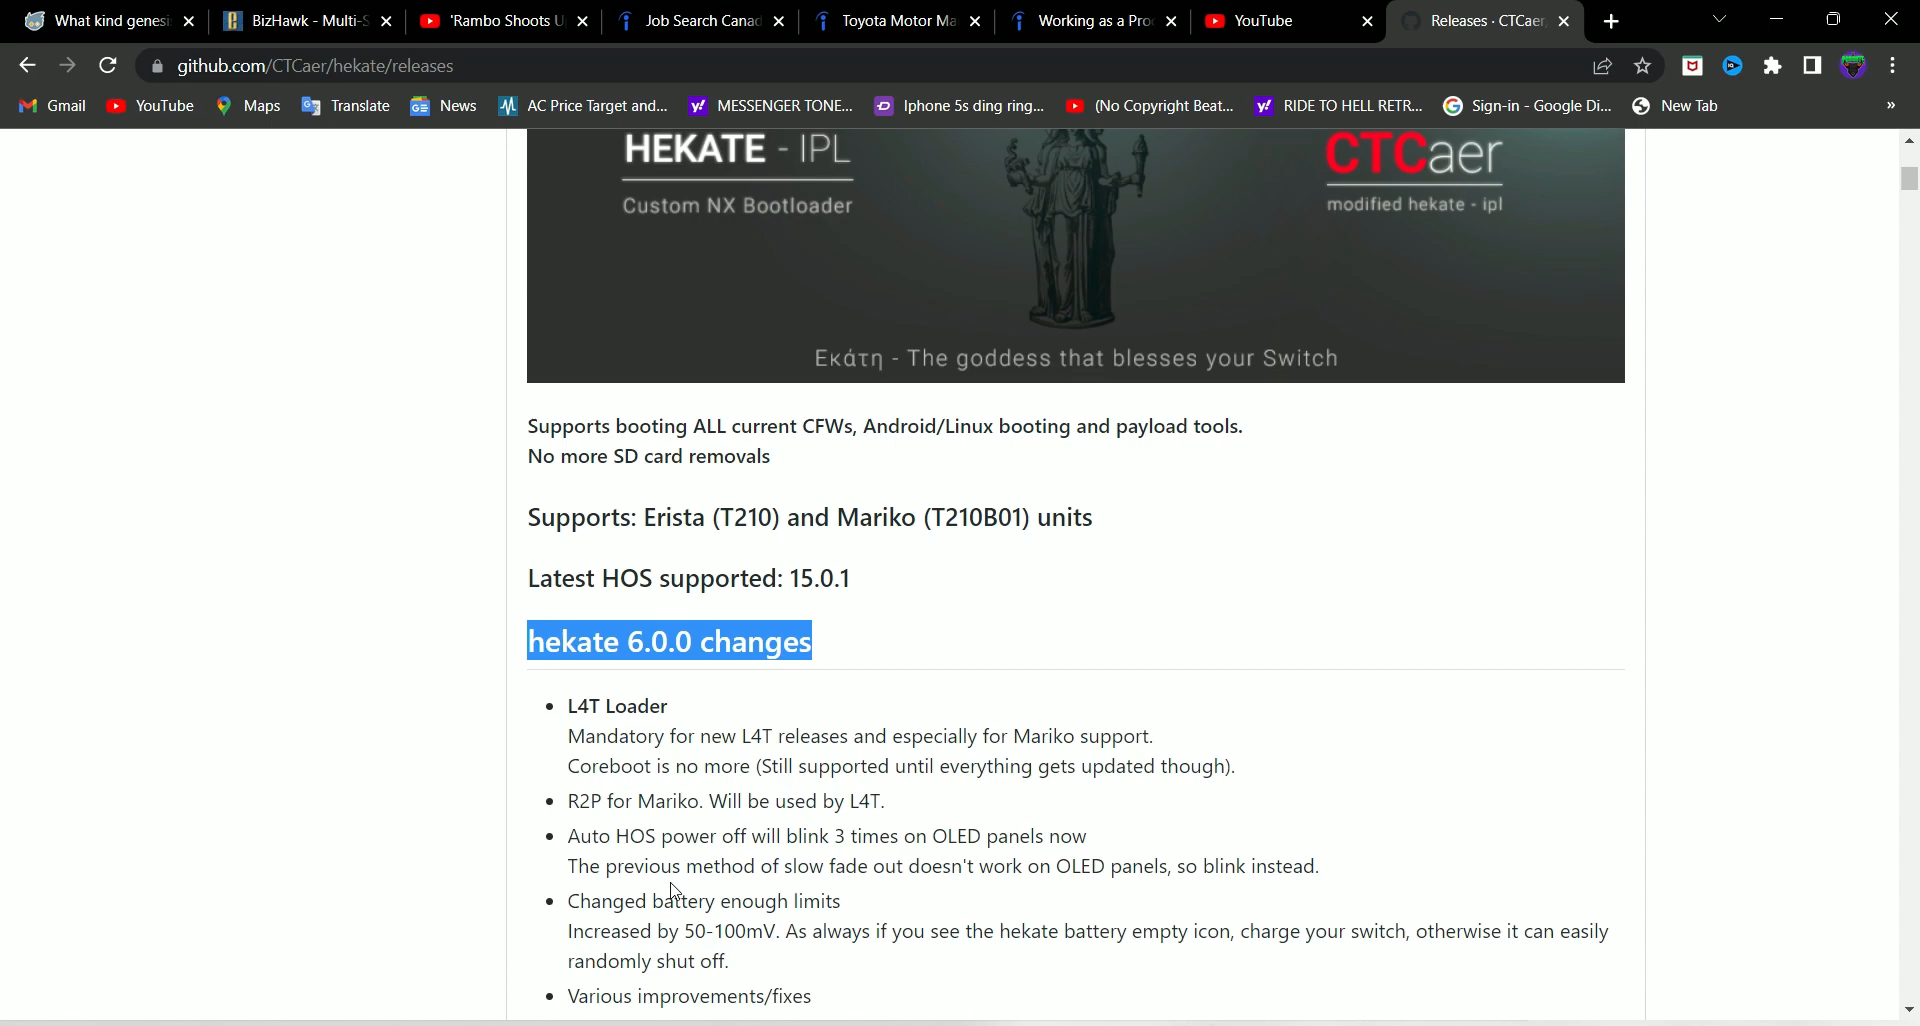 What kind genesi
BizHawk - Multi-S
'Rambo Shoots U
Job Search Canad
Toyota Motor Ma
Working as a Pro
YouTube
Releases · CTCaer
github.com/CTCaer/hekate/releases
Gmail
YouTube
Maps
Translate
News
AC Price Target and...
MESSENGER TONE...
Iphone 5s ding ring...
(No Copyright Beat...
RIDE TO HELL RETR...
Sign-in - Google Di...
New Tab
»
HEKATE - IPL
Custom NX Bootloader
CTCaer
modified hekate - ipl
Εκάτη - The goddess that blesses your Switch
Supports booting ALL current CFWs, Android/Linux booting and payload tools.
No more SD card removals
Supports: Erista (T210) and Mariko (T210B01) units
Latest HOS supported: 15.0.1
hekate 6.0.0 changes
• L4T Loader
Mandatory for new L4T releases and especially for Mariko support.
Coreboot is no more (Still supported until everything gets updated though).
• R2P for Mariko. Will be used by L4T.
• Auto HOS power off will blink 3 times on OLED panels now
The previous method of slow fade out doesn't work on OLED panels, so blink instead.
• Changed battery enough limits
Increased by 50-100mV. As always if you see the hekate battery empty icon, charge your switch, otherwise it can easily
randomly shut off.
• Various improvements/fixes